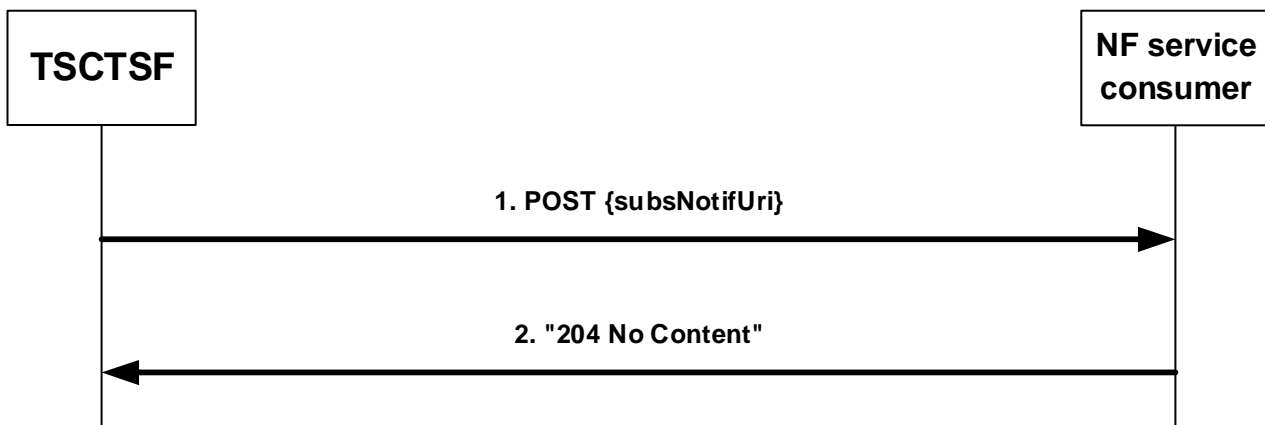 TSCTSF
NF service
consumer
1. POST {subsNotifUri}
2. "204 No Content"